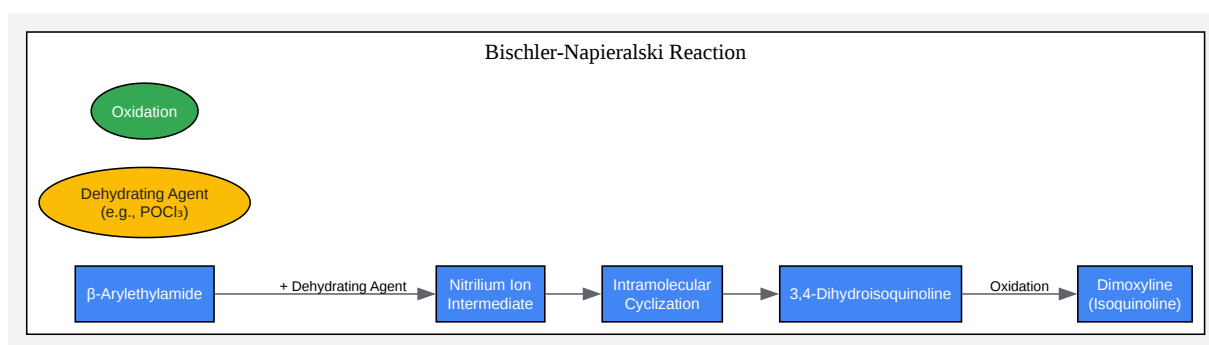 Bischler-Napieralski Reaction
Oxidation
Dehydrating Agent
(e.g., POCl₃)
β-Arylethylamide
+ Dehydrating Agent
Nitrilium Ion
Intermediate
Intramolecular
Cyclization
3,4-Dihydroisoquinoline
Oxidation
Dimoxyline
(Isoquinoline)